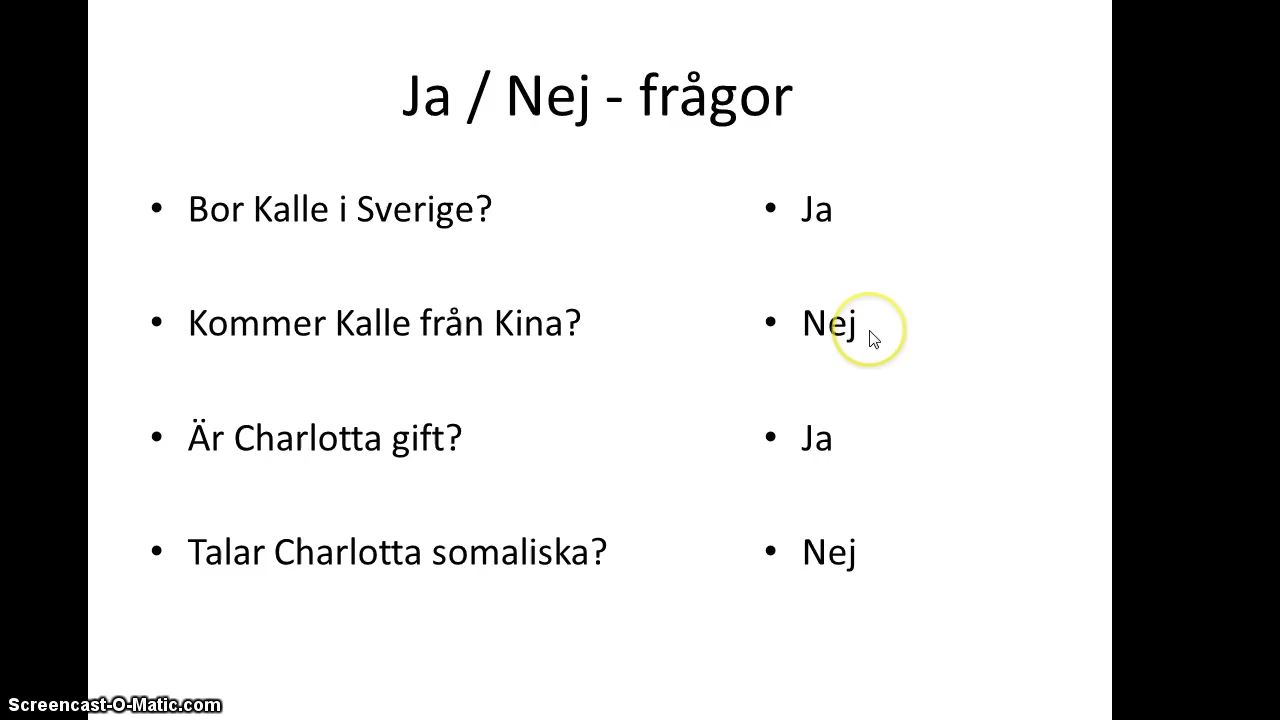 Ja / Nej - frågor
• Bor Kalle i Sverige?
• Ja
• Kommer Kalle från Kina?
• Nej
• Är Charlotta gift?
• Ja
• Talar Charlotta somaliska?
• Nej
Screencast-O-Matic.com